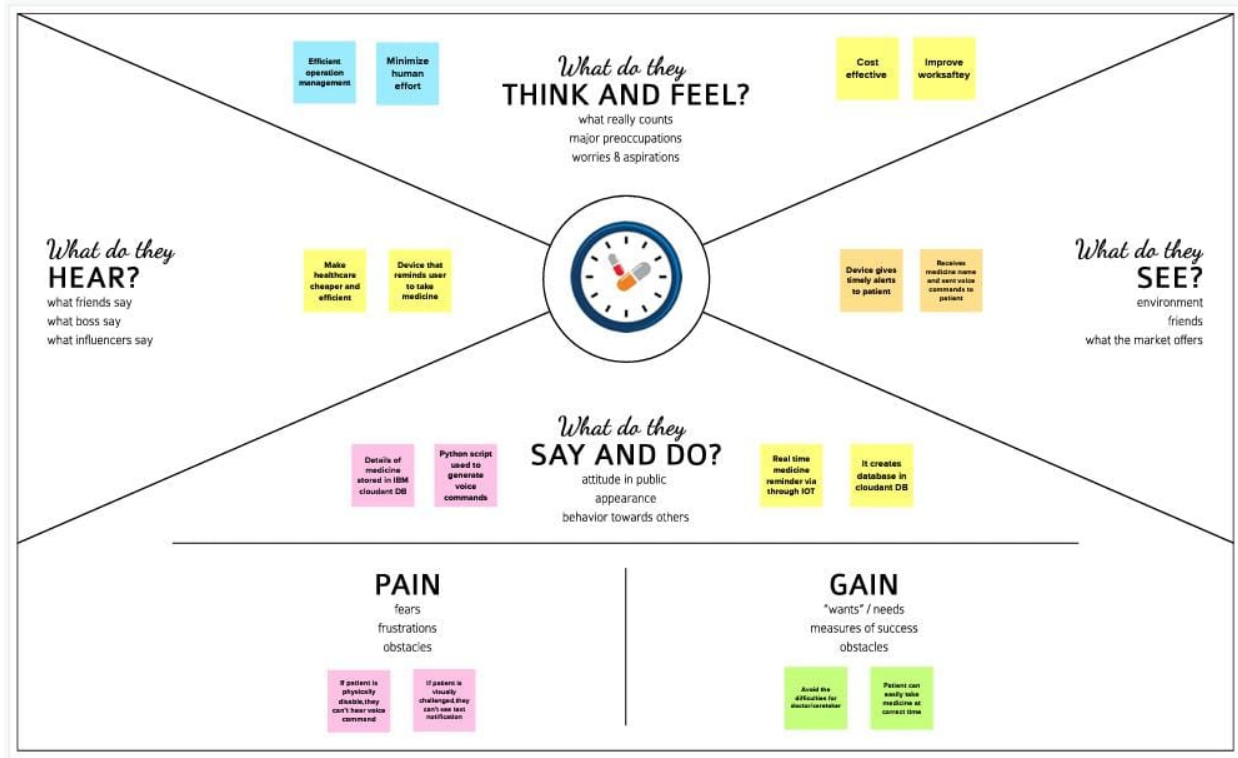 Efficient
operation
management
Minimize
human
effort
What do they
THINK AND FEEL?
what really counts
major preoccupations
worries & aspirations
Cost
effective
Improve
worksaftey
What do they
HEAR?
what friends say
what boss say
what influencers say
Make
healthcare
cheaper and
efficient
Device that
reminds user
to take
medicine
Device gives
timely alerts
to patient
Receives
medicine name
and sent voice
commands to
patient
What do they
SEE?
environment
friends
what the market offers
Details of
medicine
stored in IBM
cloudant DB
Python script
used to
generate
voice
commands
What do they
SAY AND DO?
attitude in public
appearance
behavior towards others
Real time
medicine
reminder via
through IOT
It creates
database in
cloudant DB
PAIN
fears
frustrations
obstacles
If patient is
physically
disable,they
can't hear voice
command
If patient is
visually
challenged,they
can't see text
notification
GAIN
"wants" / needs
measures of success
obstacles
Avoid the
difficulties for
doctor/caretaker
Patient can
easily take
medicine at
correct time